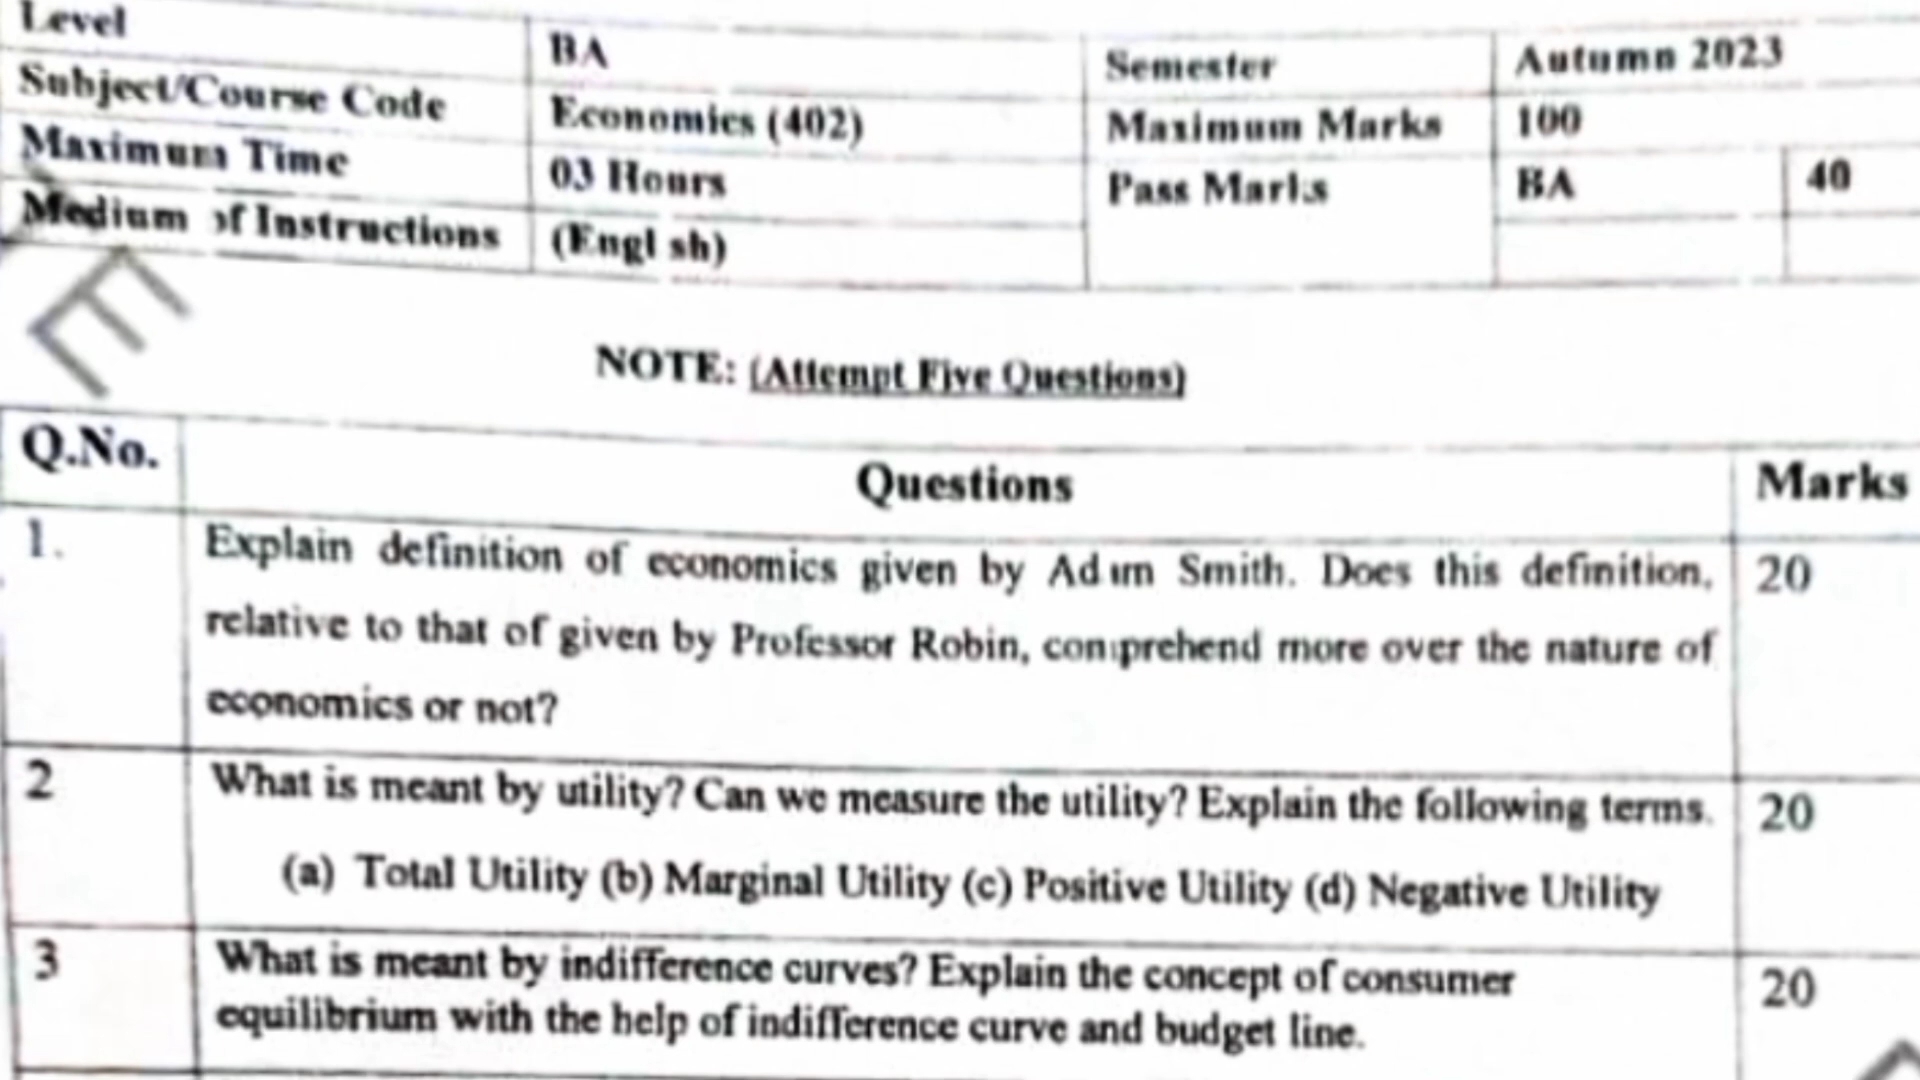 Level BA Semester Autumn 2023
Subject/Course Code Economics (402) Maximum Marks 100
Maximum Time 03 Hours Pass Marks BA 40
Medium of Instructions (Engl sh)
E
NOTE: (Attempt Five Questions)
Q.No. Questions Marks
1. Explain definition of economics given by Adam Smith. Does this definition, 20
relative to that of given by Professor Robin, comprehend more over the nature of
economics or not?
2 What is meant by utility? Can we measure the utility? Explain the following terms. 20
(a) Total Utility (b) Marginal Utility (c) Positive Utility (d) Negative Utility
3 What is meant by indifference curves? Explain the concept of consumer 20
equilibrium with the help of indifference curve and budget line.